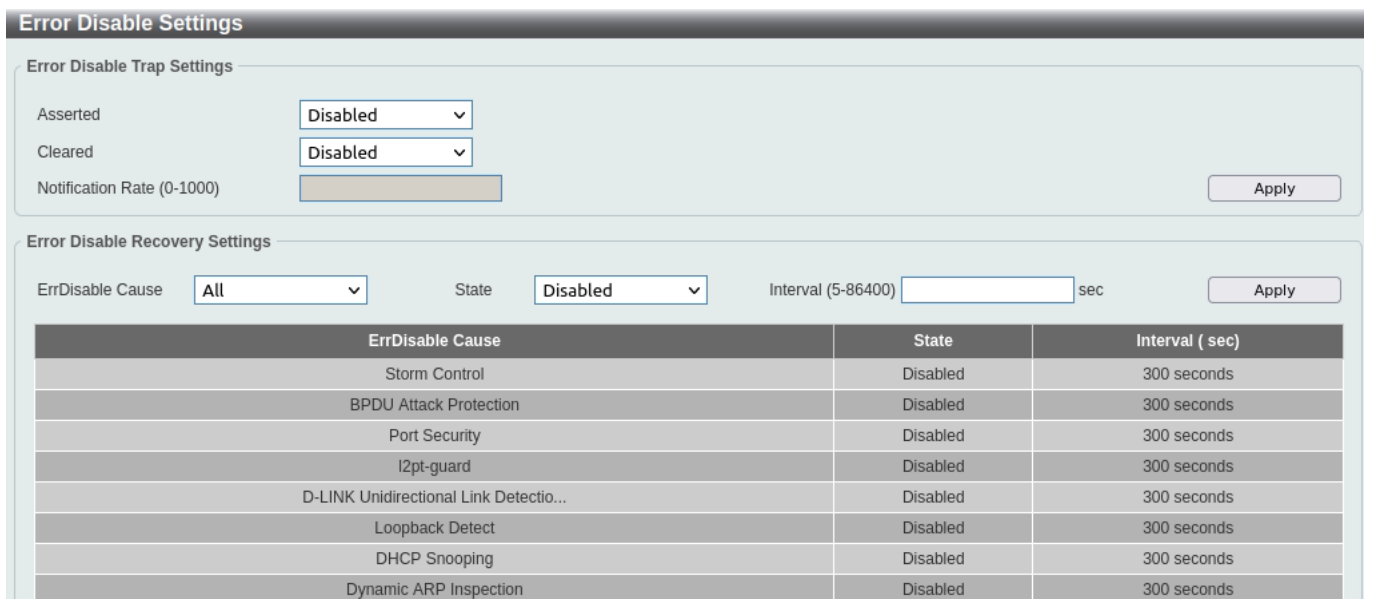 Error Disable Settings
Error Disable Trap Settings
Asserted Disabled
Cleared Disabled
Notification Rate (0-1000) Apply
Error Disable Recovery Settings
ErrDisable Cause All State Disabled Interval (5-86400) sec Apply
ErrDisable Cause State Interval ( sec)
Storm Control Disabled 300 seconds
BPDU Attack Protection Disabled 300 seconds
Port Security Disabled 300 seconds
l2pt-guard Disabled 300 seconds
D-LINK Unidirectional Link Detectio... Disabled 300 seconds
Loopback Detect Disabled 300 seconds
DHCP Snooping Disabled 300 seconds
Dynamic ARP Inspection Disabled 300 seconds